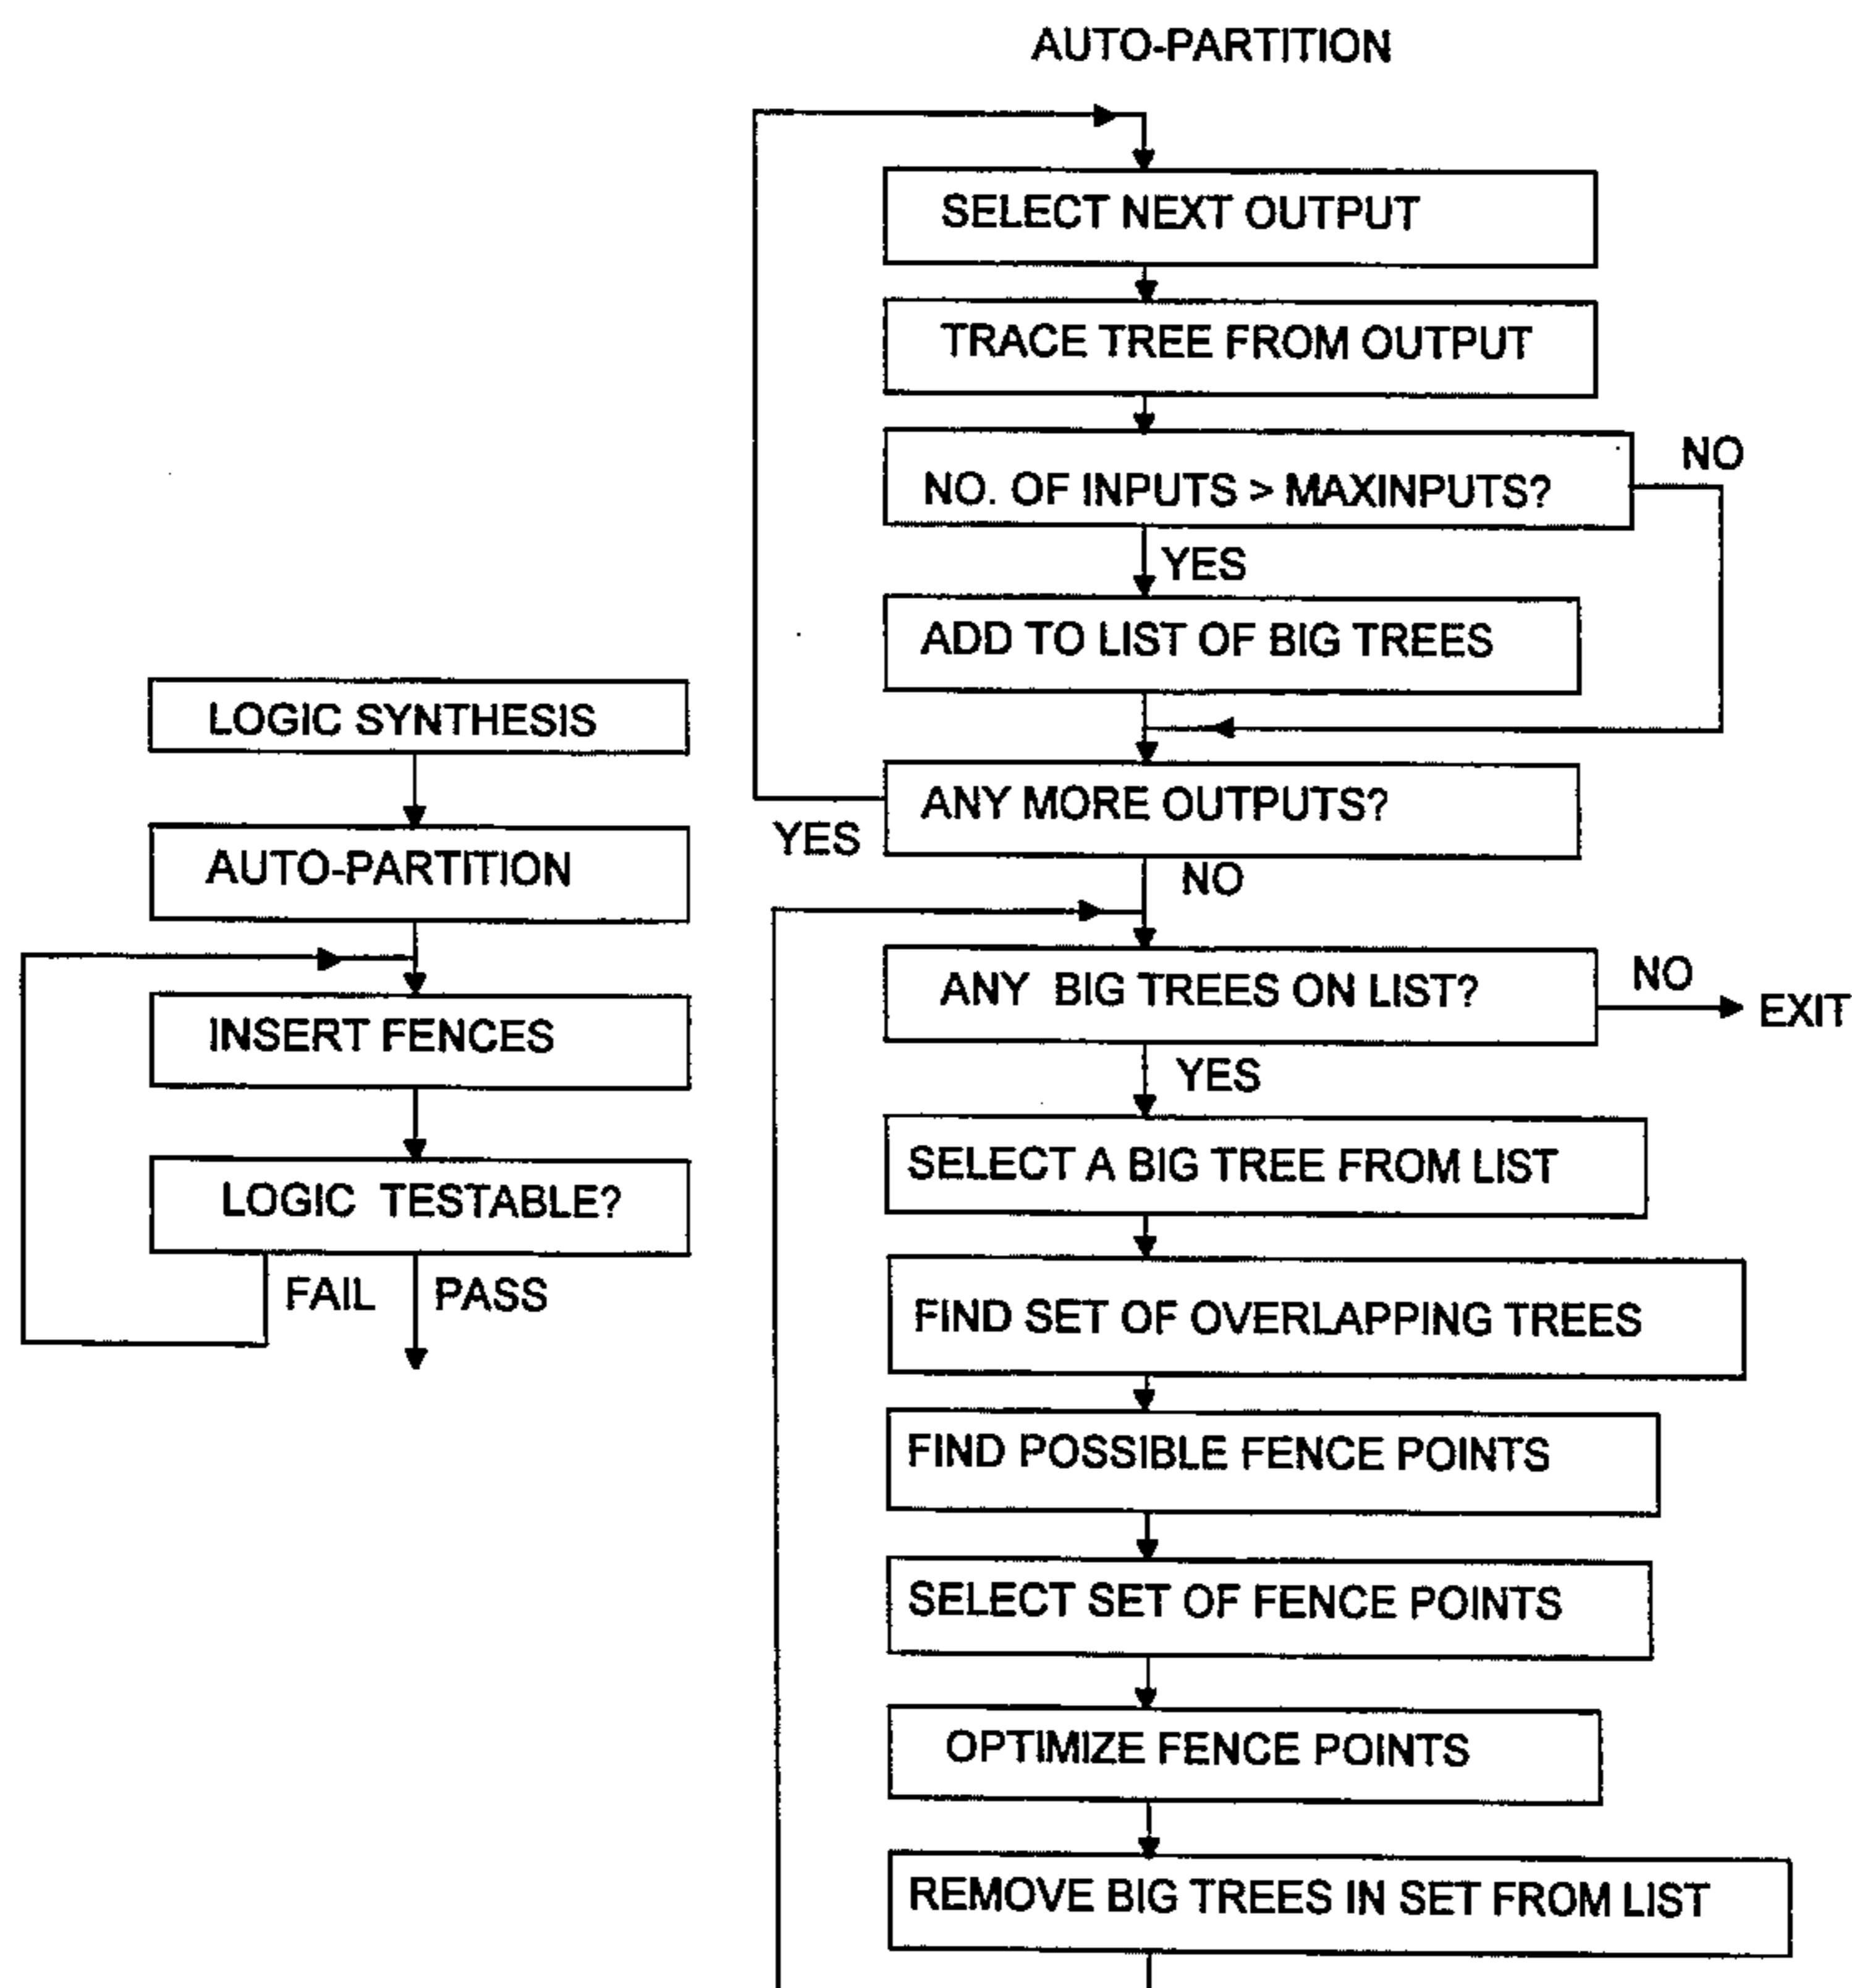 AUTO-PARTITION
SELECT NEXT OUTPUT
TRACE TREE FROM OUTPUT
NO. OF INPUTS > MAXINPUTS?
NO
YES
ADD TO LIST OF BIG TREES
ANY MORE OUTPUTS?
YES
NO
ANY BIG TREES ON LIST?
NO
EXIT
YES
SELECT A BIG TREE FROM LIST
FIND SET OF OVERLAPPING TREES
FIND POSSIBLE FENCE POINTS
SELECT SET OF FENCE POINTS
OPTIMIZE FENCE POINTS
REMOVE BIG TREES IN SET FROM LIST
LOGIC SYNTHESIS
AUTO-PARTITION
INSERT FENCES
LOGIC TESTABLE?
FAIL
PASS